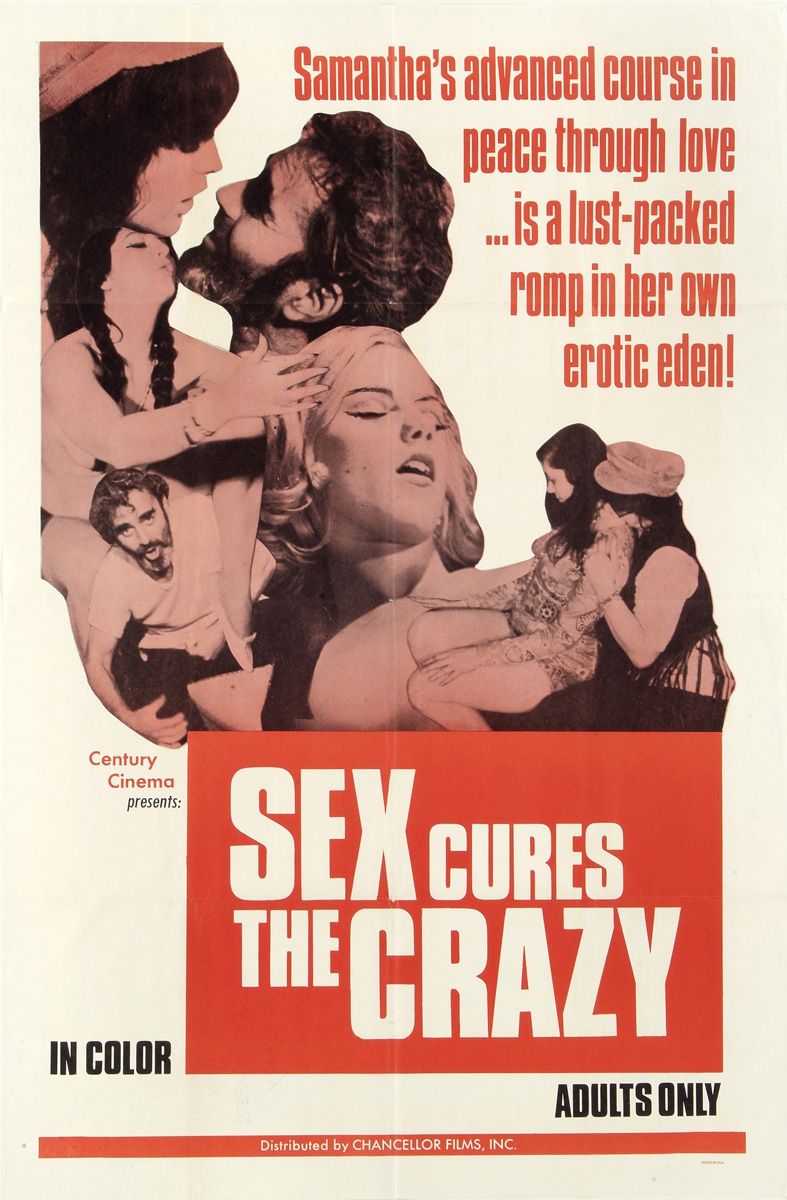 Samantha's advanced course in
peace through love
...is a lust-packed
romp in her own
erotic eden!
Century
Cinema
presents:
SEX CURES
THE CRAZY
IN COLOR
ADULTS ONLY
Distributed by CHANCELLOR FILMS, INC.